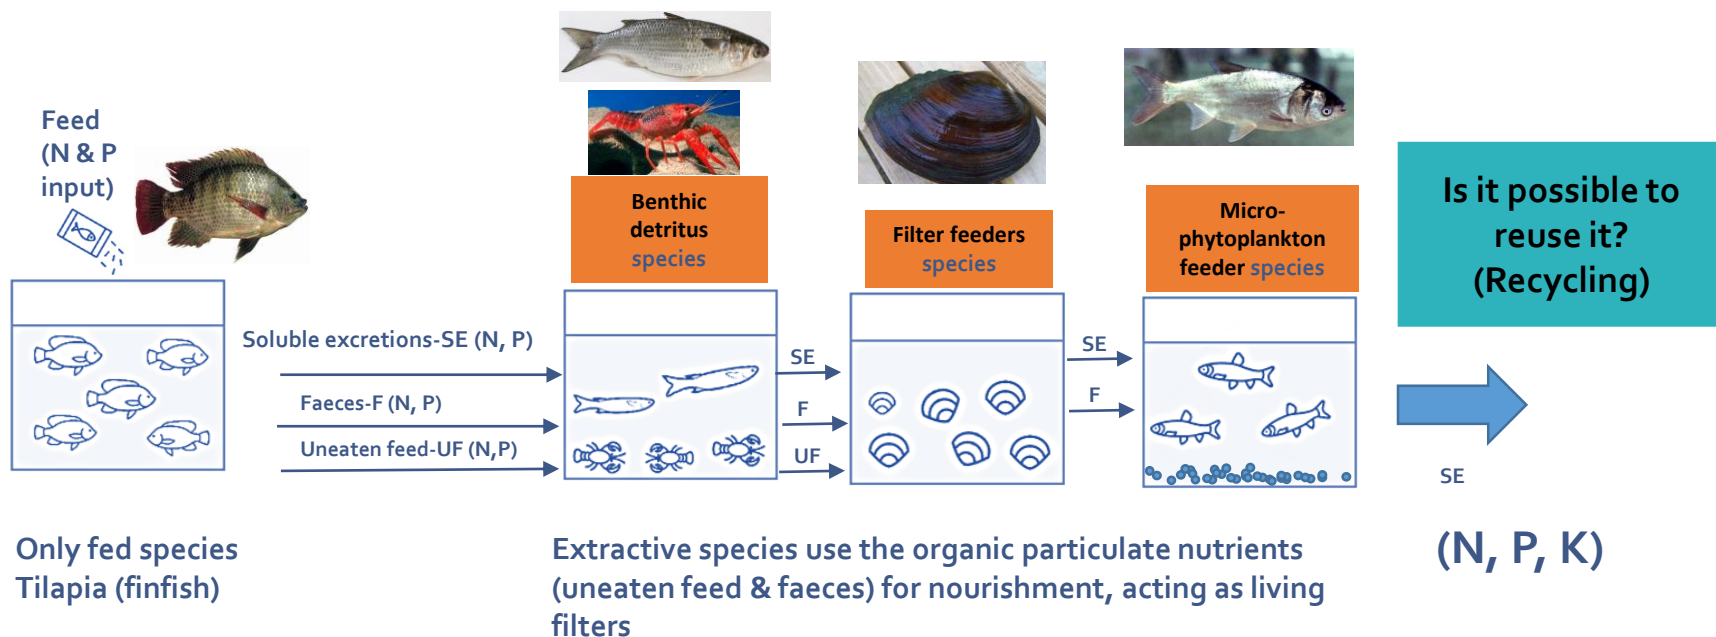 Feed
(N & P
input)
Benthic
detritus
species
Filter feeders
species
Micro-
phytoplankton
feeder species
Is it possible to
reuse it?
(Recycling)
Soluble excretions-SE (N, P)
Faeces-F (N, P)
Uneaten feed-UF (N,P)
SE
F
UF
SE
F
SE
(N, P, K)
Only fed species
Tilapia (finfish)
Extractive species use the organic particulate nutrients
(uneaten feed & faeces) for nourishment, acting as living
filters